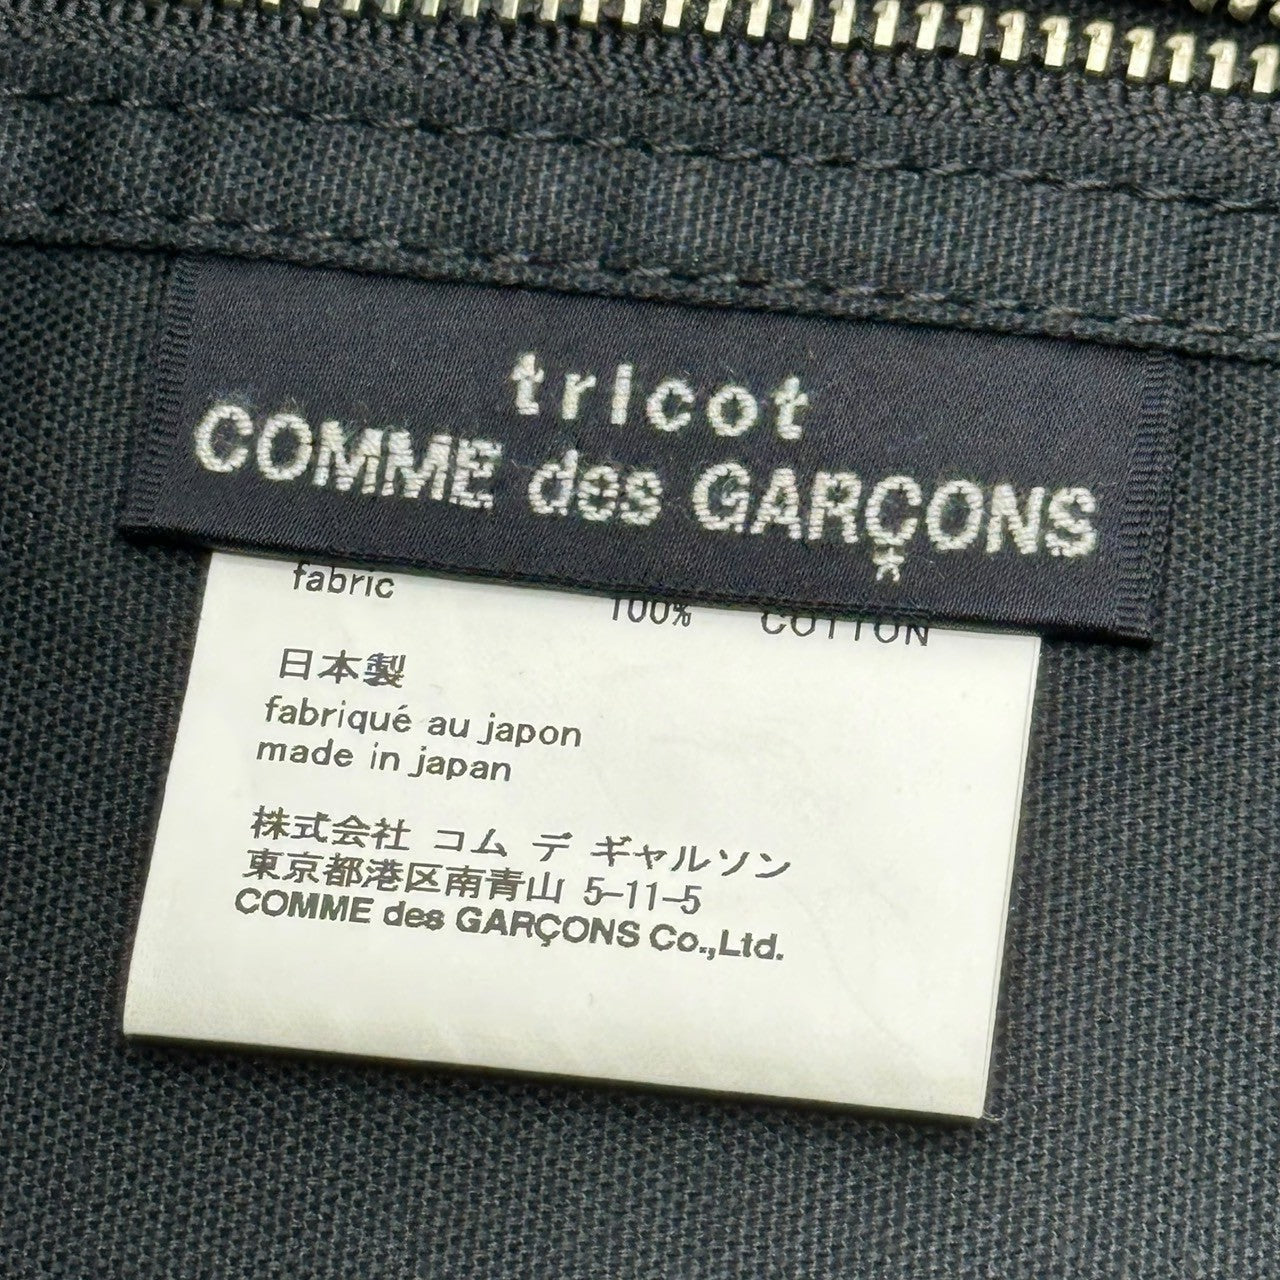 tricot
COMME des GARÇONS
fabric
100% COTTON
日本製
fabriqué au japon
made in japan
株式会社 コム デ ギャルソン
東京都港区南青山 5-11-5
COMME des GARÇONS Co.,Ltd.